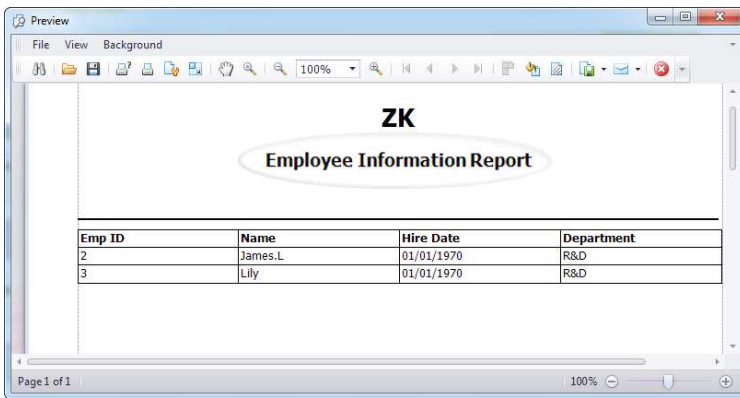 Preview
File View Background
100%
ZK
Employee Information Report
Emp ID Name Hire Date Department
2 James.L 01/01/1970 R&D
3 Lily 01/01/1970 R&D
Page 1 of 1 100%